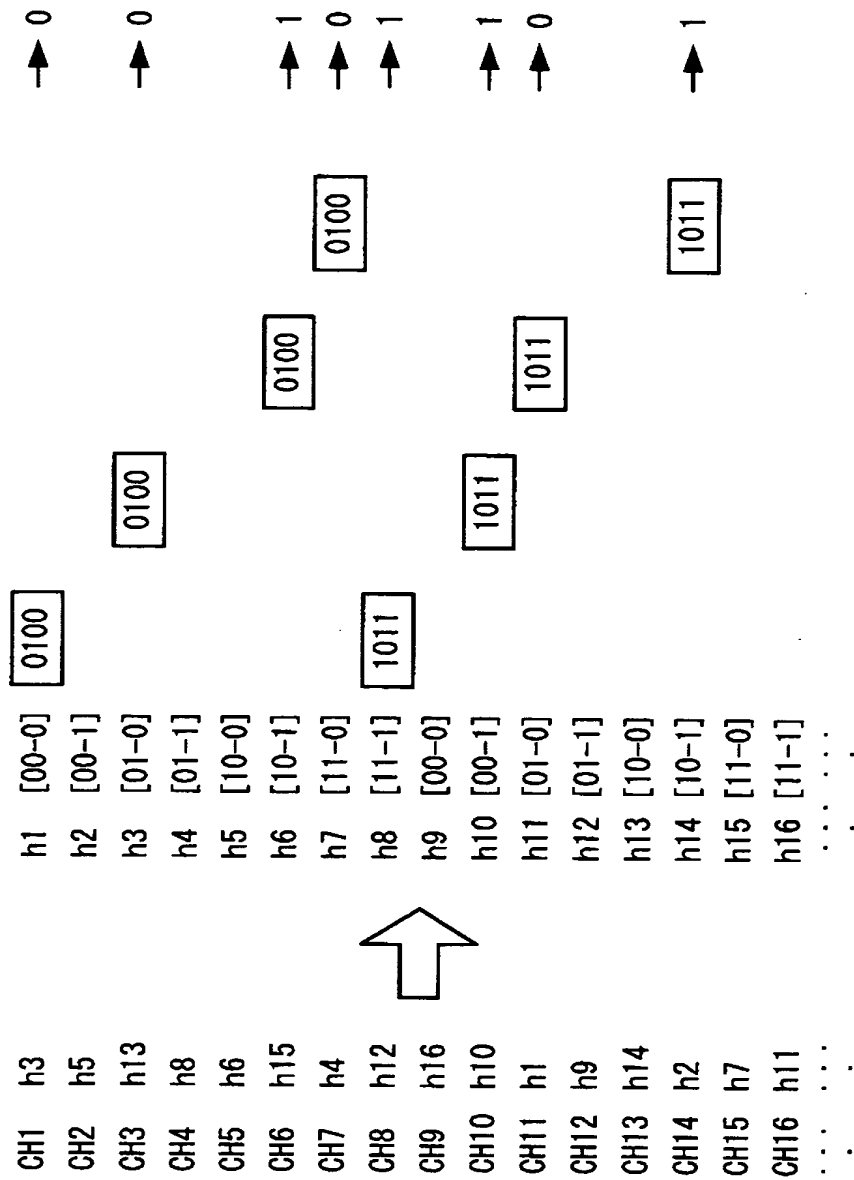 CH1 h3 h1 [00-0] 0100 → 0
CH2 h5 h2 [00-1]
CH3 h13 h3 [01-0] 0100 → 0
CH4 h8 h4 [01-1]
CH5 h6 h5 [10-0]
CH6 h15 h6 [10-1] 0100 → 1
CH7 h4 h7 [11-0] 0100 → 0
CH8 h12 h8 [11-1] 1011 → 1
CH9 h16 h9 [00-0]
CH10 h10 h10 [00-1] 1011 → 1
CH11 h1 h11 [01-0] 1011 → 0
CH12 h9 h12 [01-1]
CH13 h14 h13 [10-0]
CH14 h2 h14 [10-1] 1011 → 1
CH15 h7 h15 [11-0]
CH16 h11 h16 [11-1]